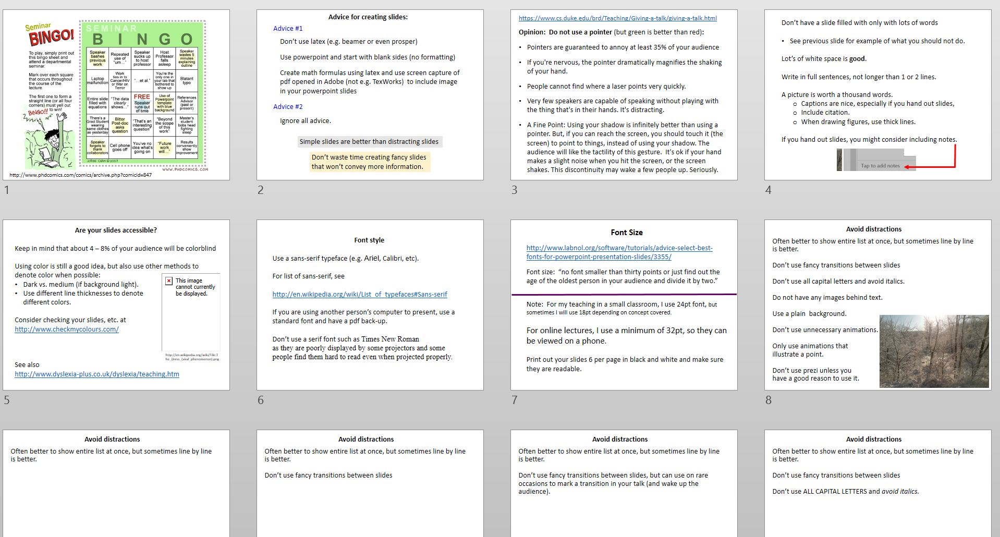 Seminar
BINGO!
To play, simply print out
this bingo sheet and
attend a departmental
seminar.
Mark over each square
that occurs throughout
the course of the
lecture.
The first one to form a
straight line (or all four
corners) must yell out
BINGO!! to win!
SEMINAR
B I N G O
Speaker
bashes
previous
work
Repeated
use of
"um..."
Speaker
sucks up
to host
professor
Host
Professor
falls
asleep
Speaker
wastes 5
minutes
explaining
outline
Laptop
malfunction
Work
ties in to
Cancer/HIV
or War on
Terror
"...et al."
You're the
only one in
your lab that
bothered to
show up
Blatant
typo
Entire slide
filled with
equations
"The data
clearly
shows..."
FREE
Speaker
runs out
of time
Use of
Powerpoint
template
with blue
background
References
Advisor
(past or
present)
There's a
Grad Student
wearing
same clothes
as yesterday
Bitter
Post-doc
asks
question
"That's an
interesting
question"
"Beyond
the scope
of this
work"
Master's
student
bobs head
fighting
sleep
Speaker
forgets to
thank
collaborators
Cell phone
goes off
You've no
idea what's
going on
"Future
work
will..."
Results
conveniently
show
improvement
JORGE CHAM © 2007
WWW.PHDCOMICS.COM
http://www.phdcomics.com/comics/archive.php?comicid=847
1
Advice for creating slides:
Advice #1
Don’t use latex (e.g. beamer or even prosper)
Use powerpoint and start with blank sides (no formatting)
Create math formulas using latex and use screen capture of
pdf opened in Adobe (not e.g. TexWorks) to include image
in your powerpoint slides
Advice #2
Ignore all advice.
Simple slides are better than distracting slides
Don’t waste time creating fancy slides
that won’t convey more information.
2
https://www.cs.duke.edu/brd/Teaching/Giving-a-talk/giving-a-talk.html
Opinion: Do not use a pointer (but green is better than red):
• Pointers are guaranteed to annoy at least 35% of your audience
• If you're nervous, the pointer dramatically magnifies the shaking
of your hand.
• People cannot find where a laser points very quickly.
• Very few speakers are capable of speaking without playing with
the thing that's in their hands. It's distracting.
• A Fine Point: Using your shadow is infinitely better than using a
pointer. But, if you can reach the screen, you should touch it (the
screen) to point to things, instead of using your shadow. The
audience will like the tactility of this gesture. It's ok if your hand
makes a slight noise when you hit the screen, or the screen
shakes. This discontinuity may wake a few people up. Seriously.
3
Don’t have a slide filled with only with lots of words
• See previous slide for example of what you should not do.
Lot’s of white space is good.
Write in full sentences, not longer than 1 or 2 lines.
A picture is worth a thousand words.
o Captions are nice, especially if you hand out slides,
o Include citation.
o When drawing figures, use thick lines.
If you hand out slides, you might consider including notes.
Tap to add notes
4
Are your slides accessible?
Keep in mind that about 4 – 8% of your audience will be colorblind
Using color is still a good idea, but also use other methods to
denote color when possible:
• Dark vs. medium (if background light).
• Use different line thicknesses to denote
different colors.
Consider checking your slides, etc. at
http://www.checkmycolours.com/
This image
cannot currently
be displayed.
http://en.wikipedia.org/wiki/File:T
he_Dress_(viral_phenomenon).png
See also
http://www.dyslexia-plus.co.uk/dyslexia/teaching.htm
5
Font style
Use a sans-serif typeface (e.g. Ariel, Calibri, etc).
For list of sans-serif, see
http://en.wikipedia.org/wiki/List_of_typefaces#Sans-serif
If you are using another person’s computer to present, use a
standard font and have a pdf back-up.
Don’t use a serif font such as Times New Roman
as they are poorly displayed by some projectors and some
people find them hard to read even when projected properly.
6
Font Size
http://www.labnol.org/software/tutorials/advice-select-best-
fonts-for-powerpoint-presentation-slides/3355/
Font size: “no font smaller than thirty points or just find out the
age of the oldest person in your audience and divide it by two.”
Note: For my teaching in a small classroom, I use 24pt font, but
sometimes I will use 18pt depending on concept covered.
For online lectures, I use a minimum of 32pt, so they can
be viewed on a phone.
Print out your slides 6 per page in black and white and make sure
they are readable.
7
Avoid distractions
Often better to show entire list at once, but sometimes line by line
is better.
Don’t use fancy transitions between slides
Don’t use all capital letters and avoid italics.
Do not have any images behind text.
Use a plain background.
Don’t use unnecessary animations.
Only use animations that
illustrate a point.
Don’t use prezi unless you
have a good reason to use it.
8
Avoid distractions
Often better to show entire list at once, but sometimes line by line
is better.
Avoid distractions
Often better to show entire list at once, but sometimes line by line
is better.
Don’t use fancy transitions between slides
Avoid distractions
Often better to show entire list at once, but sometimes line by line
is better.
Don’t use fancy transitions between slides, but can use on rare
occasions to mark a transition in your talk (and wake up the
audience).
Avoid distractions
Often better to show entire list at once, but sometimes line by line
is better.
Don’t use fancy transitions between slides
Don’t use ALL CAPITAL LETTERS and avoid italics.